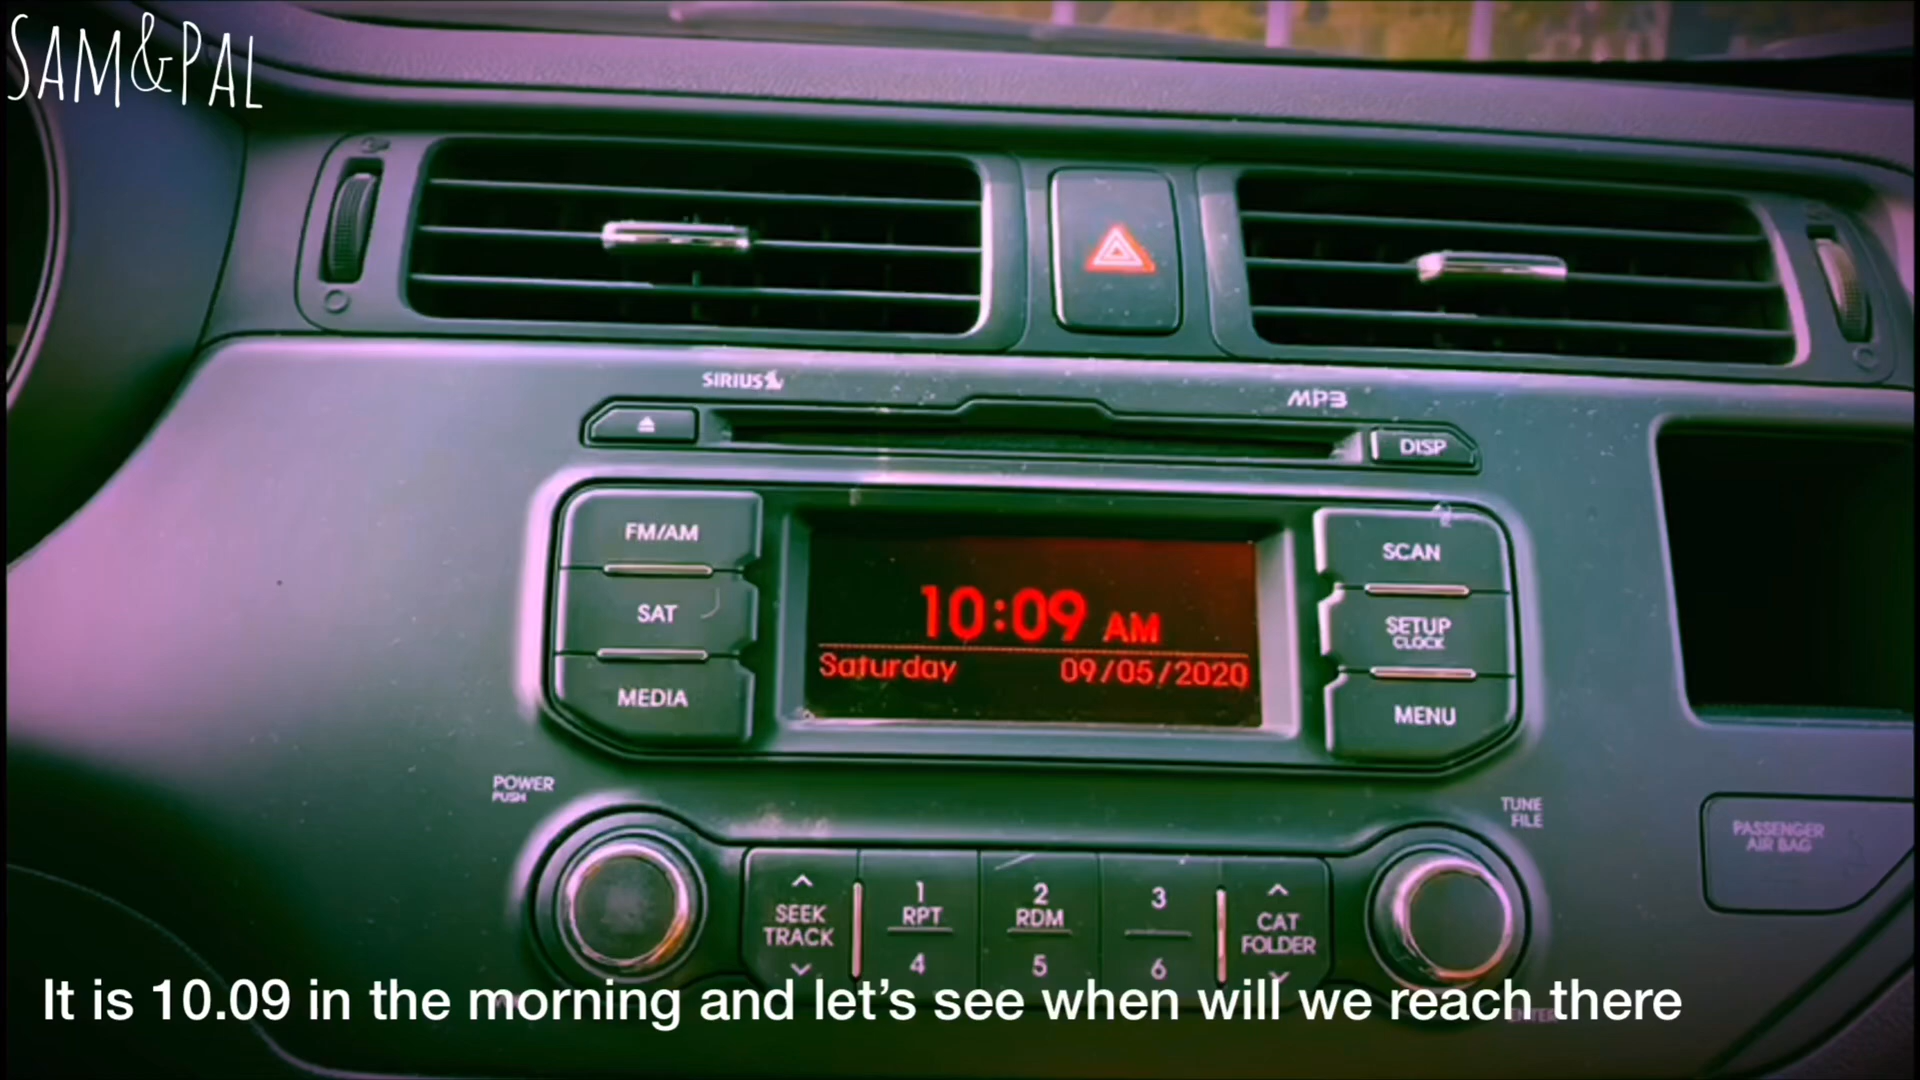 SAM&PAL
SIRIUS
MP3
DISP
FM/AM
SCAN
10:09 AM
SAT
SETUP
CLOCK
Saturday 09/05/2020
MEDIA
MENU
POWER
PUSH
TUNE
FILE
PASSENGER
AIR BAG
SEEK
TRACK
1
RPT
4
2
RDM
5
3
6
CAT
FOLDER
It is 10.09 in the morning and let’s see when will we reach there
ENTER